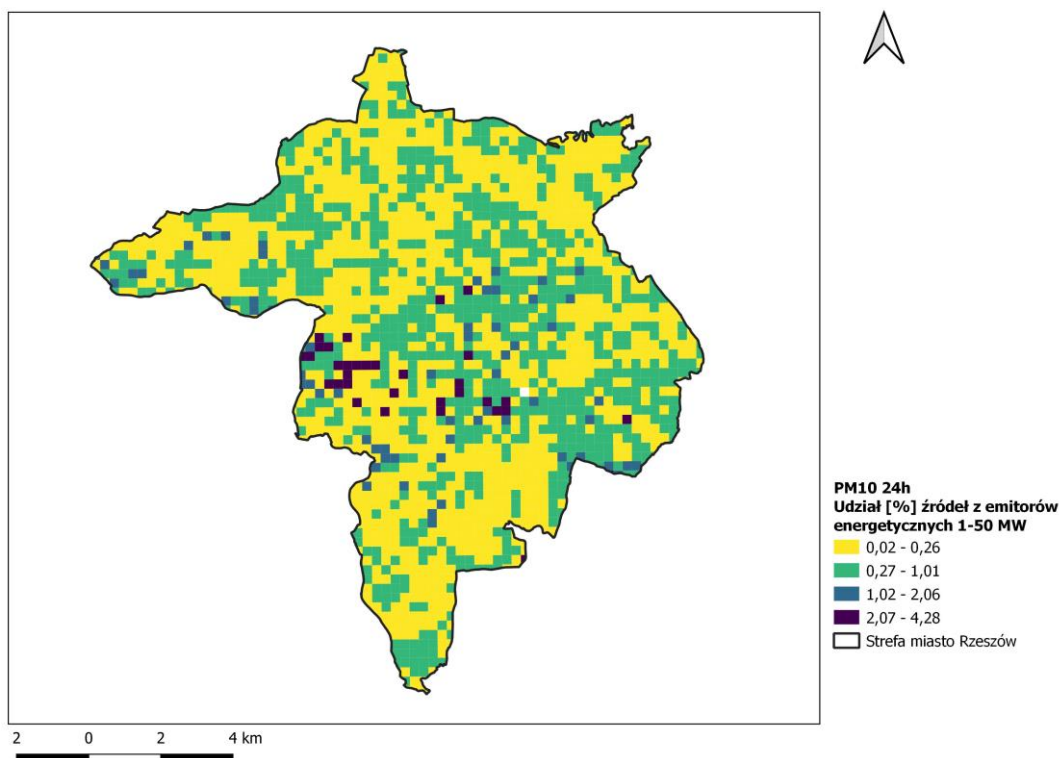 PM10 24h
Udział [%] źródeł z emitorów
energetycznych 1-50 MW
0,02 - 0,26
0,27 - 1,01
1,02 - 2,06
2,07 - 4,28
Strefa miasto Rzeszów
2 0 2 4 km